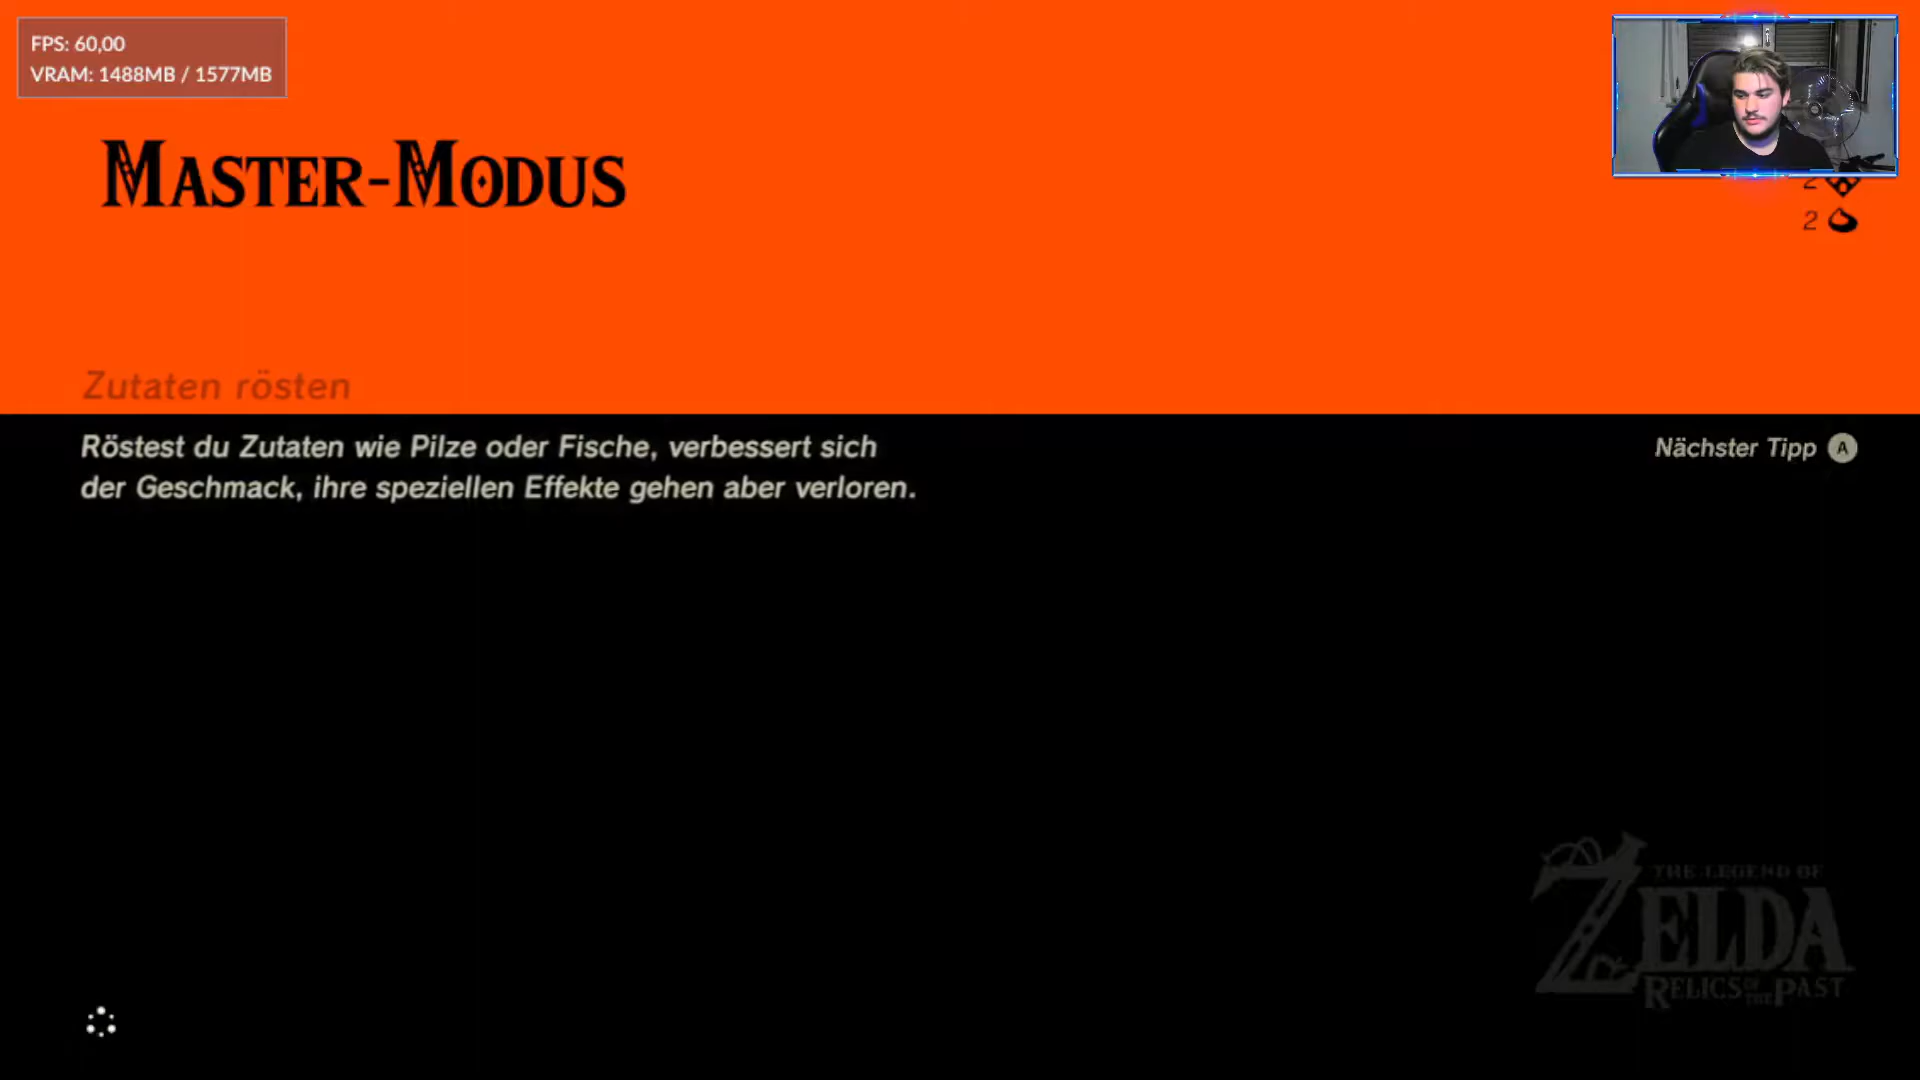 FPS: 60,00
VRAM: 1488MB / 1577MB
MASTER-MODUS
2
2
Zutaten rösten
Röstest du Zutaten wie Pilze oder Fische, verbessert sich
der Geschmack, ihre speziellen Effekte gehen aber verloren.
Nächster Tipp A
THE LEGEND OF
ZELDA
RELICS OF THE PAST